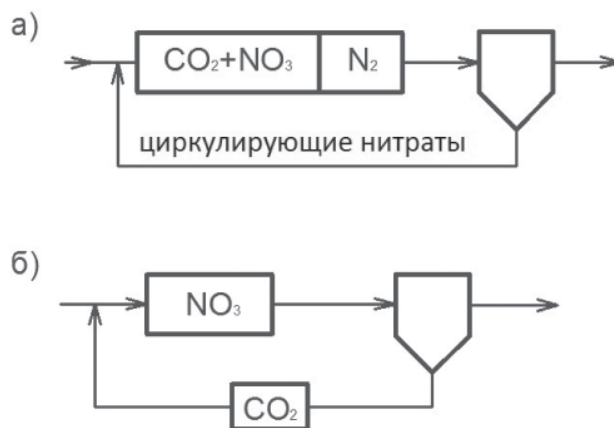 а)
CO₂+NO₃ N₂
циркулирующие нитраты
б)
NO₃
CO₂